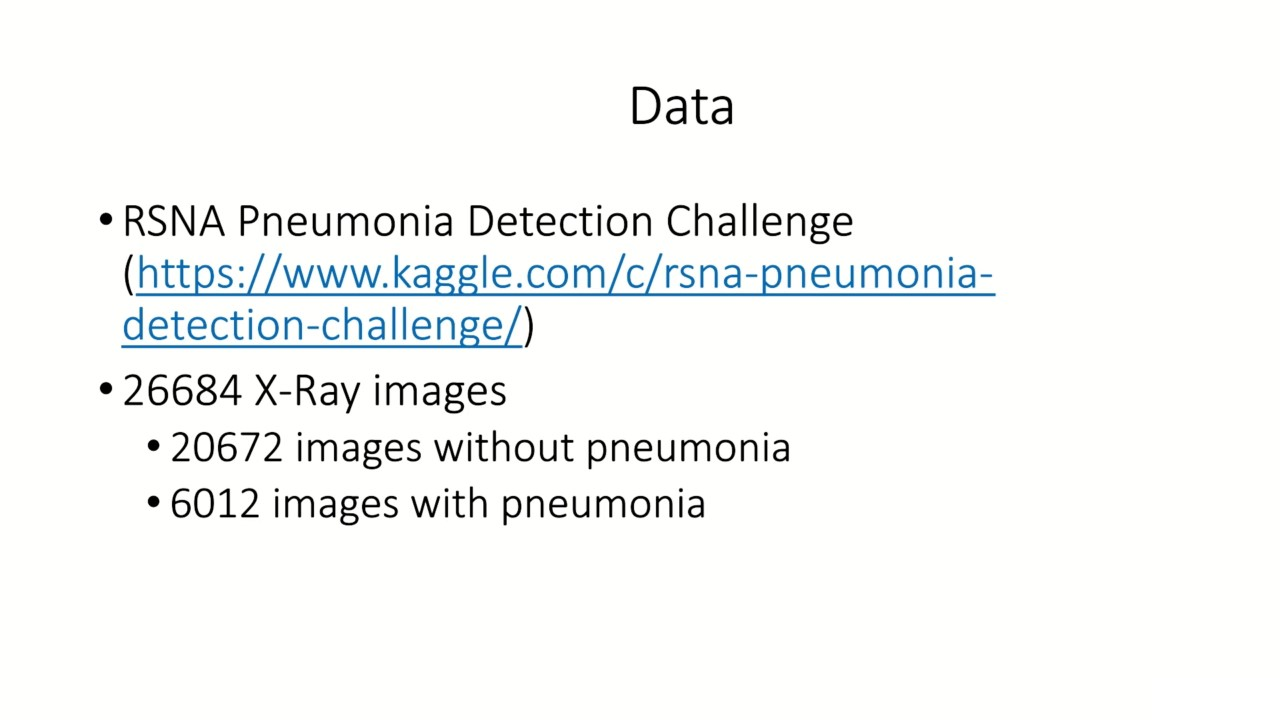 Data
• RSNA Pneumonia Detection Challenge
(https://www.kaggle.com/c/rsna-pneumonia-
detection-challenge/)
• 26684 X-Ray images
• 20672 images without pneumonia
• 6012 images with pneumonia